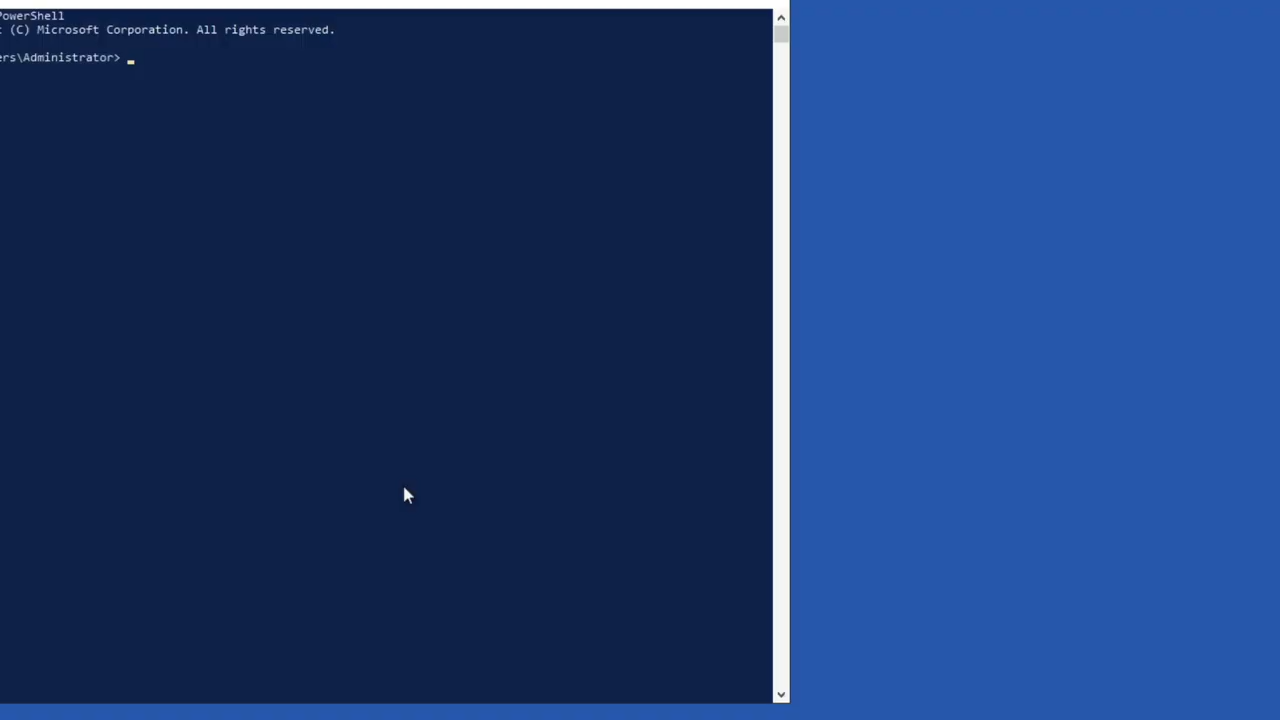 PowerShell
(C) Microsoft Corporation. All rights reserved.
ers\Administrator>